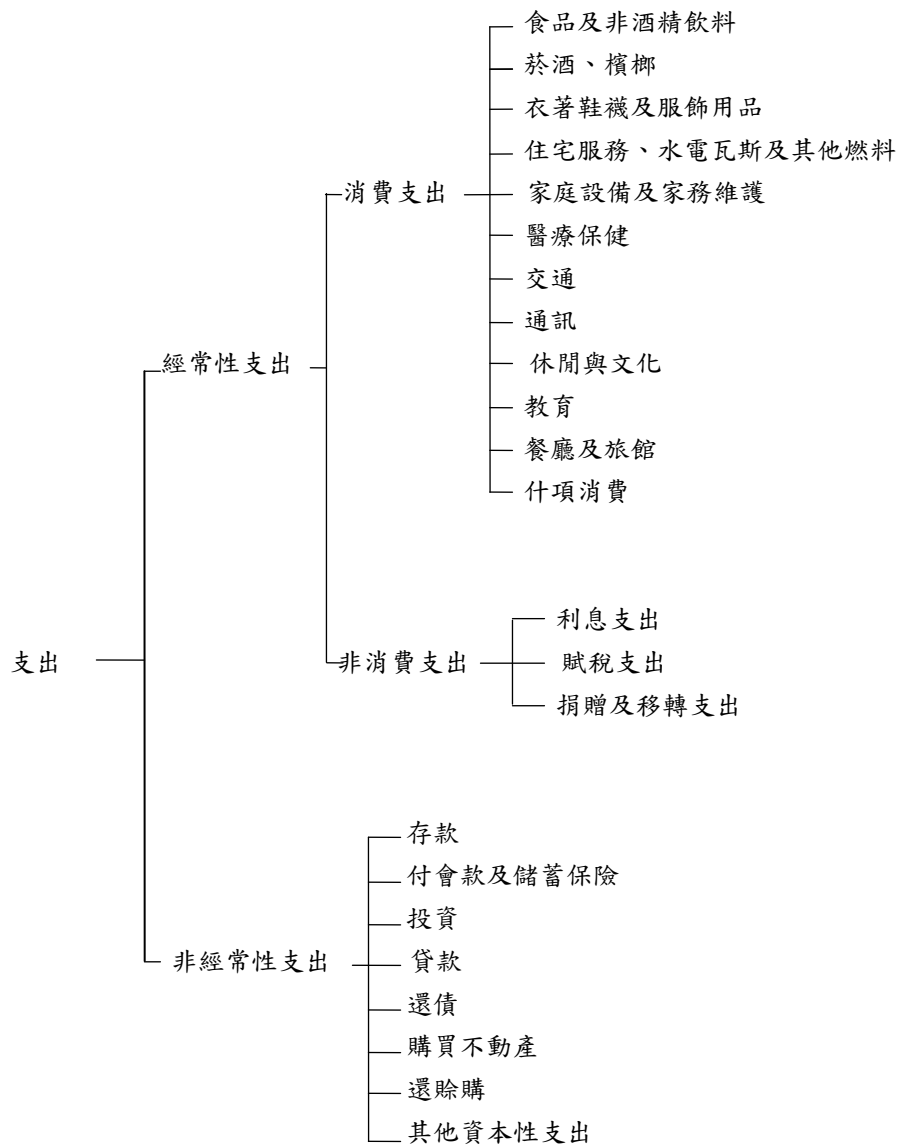 食品及非酒精飲料
菸酒、檳榔
衣著鞋襪及服飾用品
住宅服務、水電瓦斯及其他燃料
消費支出
家庭設備及家務維護
醫療保健
交通
通訊
經常性支出
休閒與文化
教育
餐廳及旅館
什項消費
利息支出
支出
非消費支出
賦稅支出
捐贈及移轉支出
存款
付會款及儲蓄保險
投資
非經常性支出
貸款
還債
購買不動產
還賒購
其他資本性支出